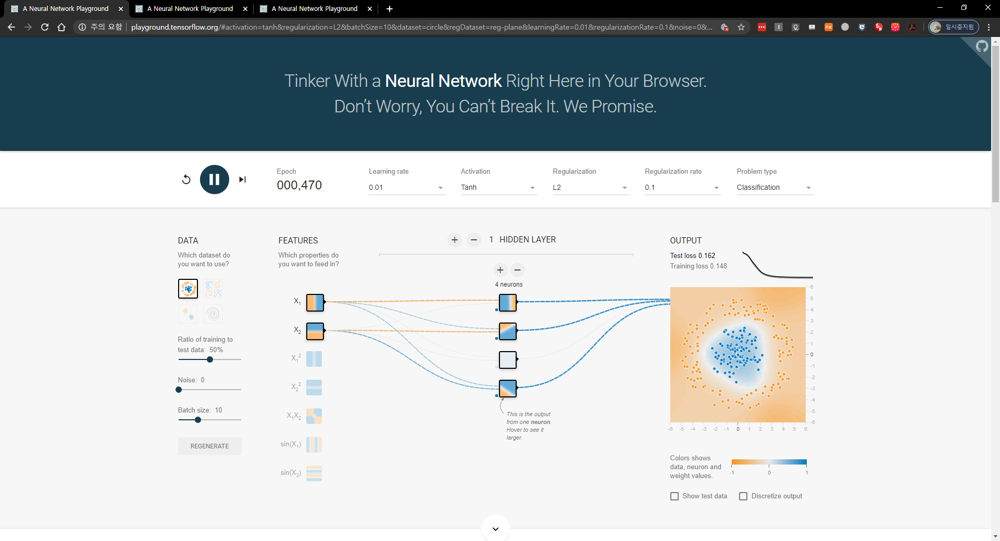 A Neural Network Playground
A Neural Network Playground
A Neural Network Playground
주의 요함
playground.tensorflow.org/#activation=tanh&regularization=L2&batchSize=10&dataset=circle&regDataset=reg-plane&learningRate=0.01&regularizationRate=0.1&noise=0&...
EX
일시중지됨
Tinker With a Neural Network Right Here in Your Browser.
Don't Worry, You Can't Break It. We Promise.
Epoch
000,470
Learning rate
0.01
Activation
Tanh
Regularization
L2
Regularization rate
0.1
Problem type
Classification
DATA
Which dataset do
you want to use?
Ratio of training to
test data: 50%
Noise: 0
Batch size: 10
REGENERATE
FEATURES
Which properties do
you want to feed in?
X1
X2
X1²
X2²
X1X2
sin(X1)
sin(X2)
+ − 1 HIDDEN LAYER
+ −
4 neurons
This is the output
from one neuron.
Hover to see it
larger.
OUTPUT
Test loss 0.162
Training loss 0.148
6
5
4
3
2
1
0
-1
-2
-3
-4
-5
-6
-6 -5 -4 -3 -2 -1 0 1 2 3 4 5 6
Colors shows
data, neuron and
weight values.
-1 0 1
Show test data
Discretize output